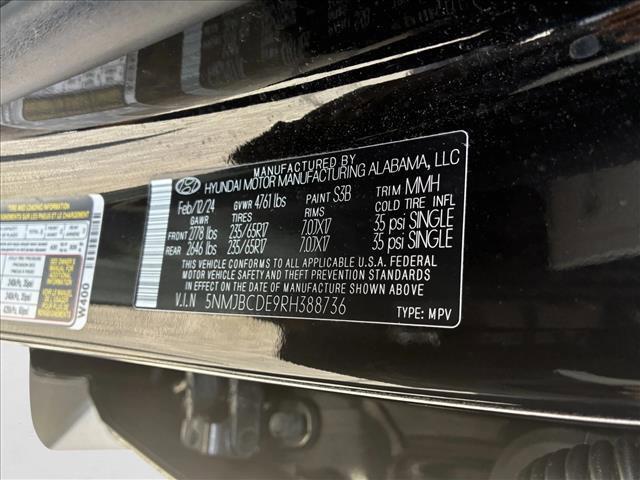 MANUFACTURED BY
HYUNDAI MOTOR MANUFACTURING ALABAMA, LLC
Feb/12/24 GVWR 4761 lbs PAINT S3B TRIM MMH
GAWR TIRES RIMS COLD TIRE INFL
FRONT 2778 lbs 235/65R17 7.0JX17 35 psi SINGLE
REAR 2646 lbs 235/65R17 7.0JX17 35 psi SINGLE
THIS VEHICLE CONFORMS TO ALL APPLICABLE U.S.A. FEDERAL
MOTOR VEHICLE SAFETY AND THEFT PREVENTION STANDARDS
IN EFFECT ON THE DATE OF MANUFACTURE SHOWN ABOVE.
V.I.N 5NMJBCDE9RH388736
TYPE: MPV
W400